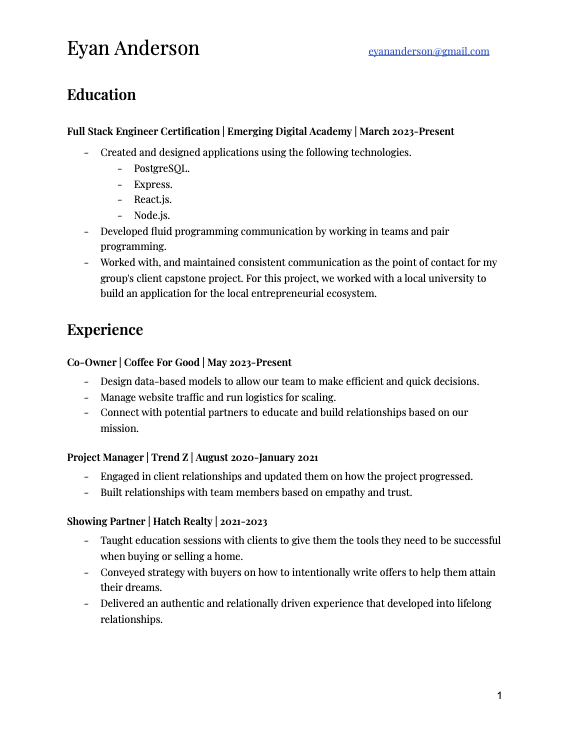 Eyan Anderson
eyananderson@gmail.com
Education
Full Stack Engineer Certification | Emerging Digital Academy | March 2023-Present
- Created and designed applications using the following technologies.
- PostgreSQL.
- Express.
- React.js.
- Node.js.
- Developed fluid programming communication by working in teams and pair
programming.
- Worked with, and maintained consistent communication as the point of contact for my
group's client capstone project. For this project, we worked with a local university to
build an application for the local entrepreneurial ecosystem.
Experience
Co-Owner | Coffee For Good | May 2023-Present
- Design data-based models to allow our team to make efficient and quick decisions.
- Manage website traffic and run logistics for scaling.
- Connect with potential partners to educate and build relationships based on our
mission.
Project Manager | Trend Z | August 2020-January 2021
- Engaged in client relationships and updated them on how the project progressed.
- Built relationships with team members based on empathy and trust.
Showing Partner | Hatch Realty | 2021-2023
- Taught education sessions with clients to give them the tools they need to be successful
when buying or selling a home.
- Conveyed strategy with buyers on how to intentionally write offers to help them attain
their dreams.
- Delivered an authentic and relationally driven experience that developed into lifelong
relationships.
1